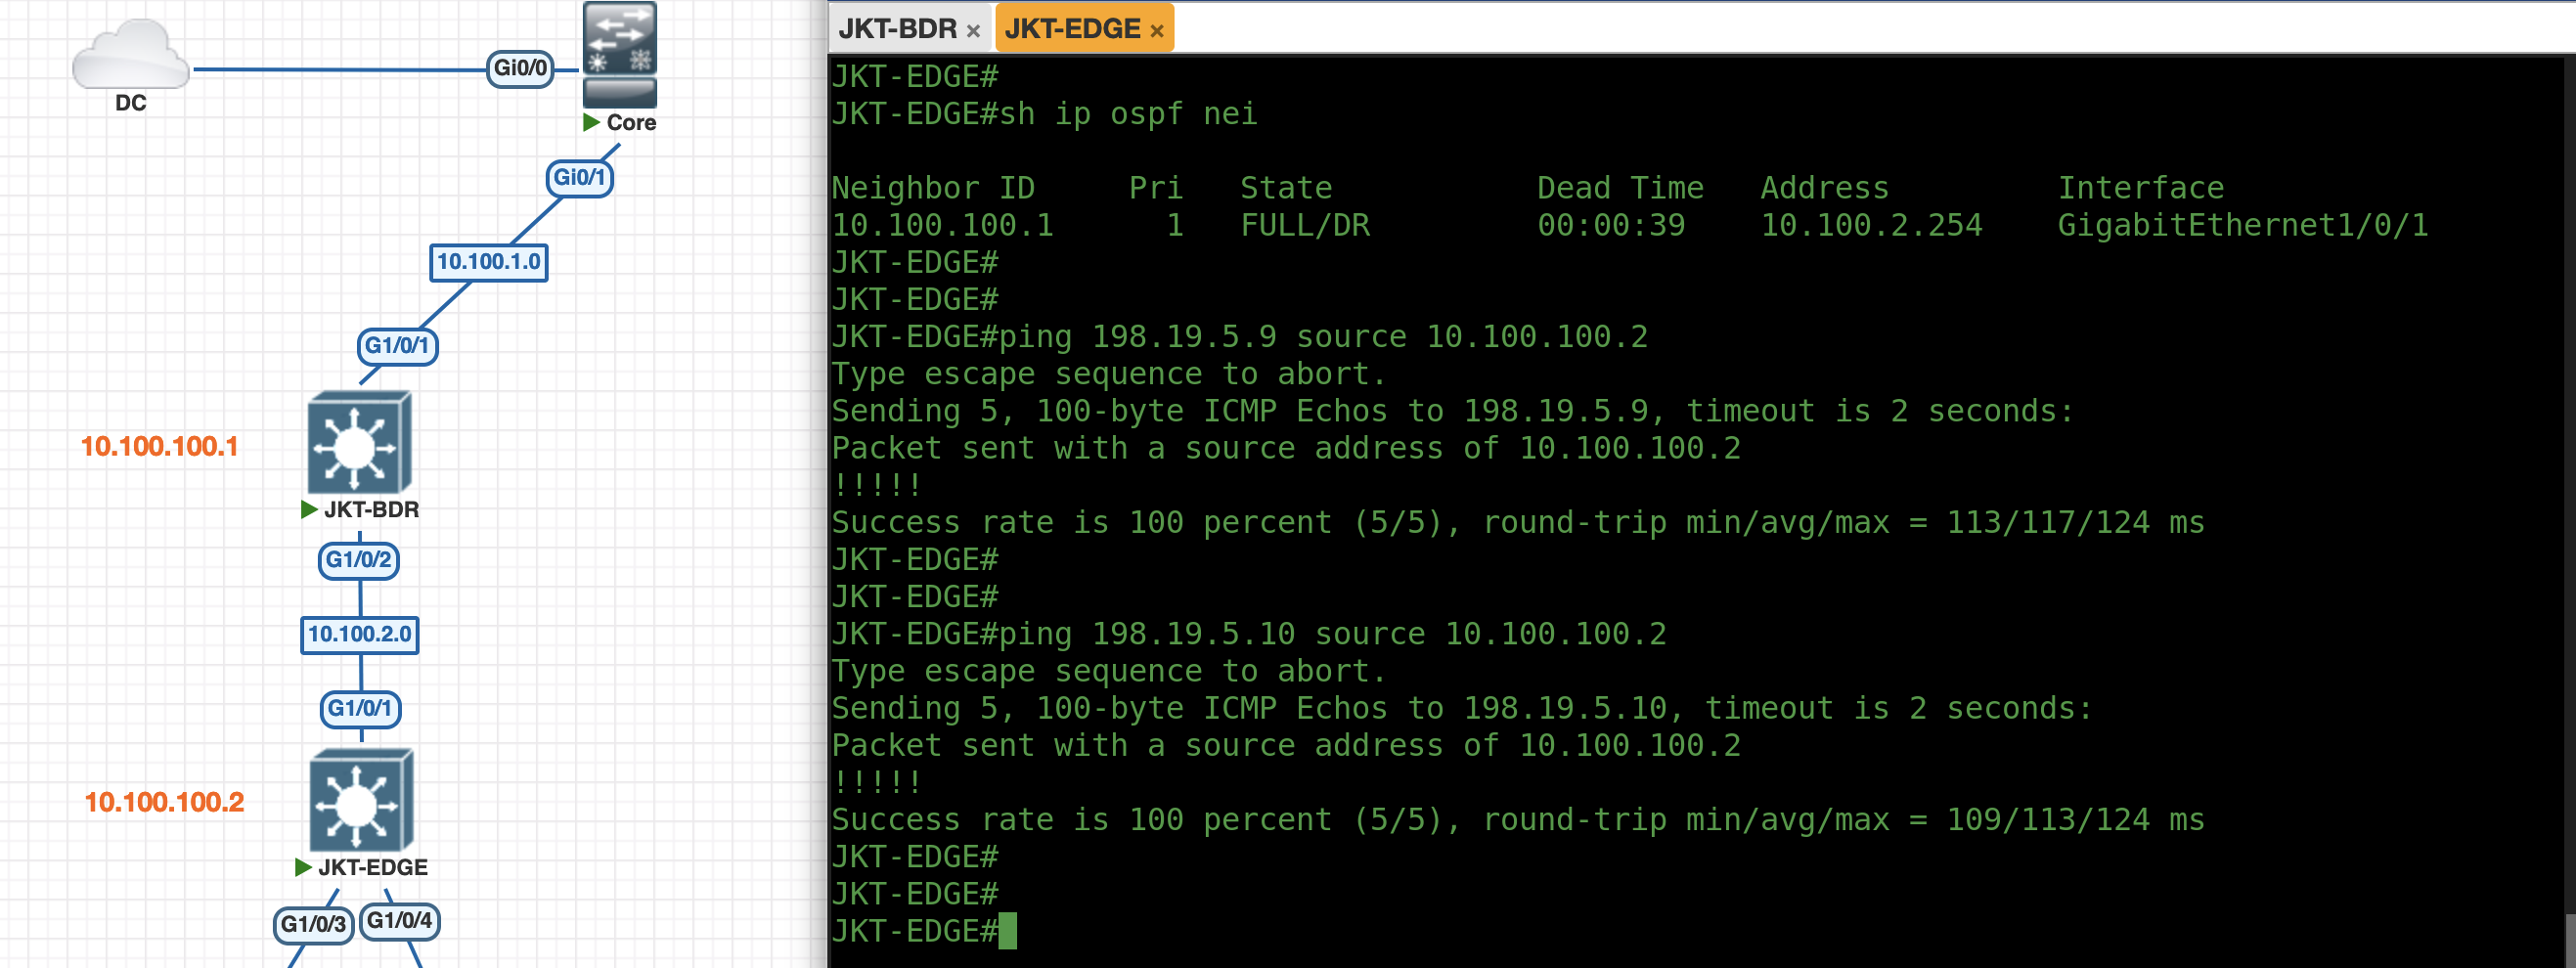 DC
Gi0/0
Core
Gi0/1
10.100.1.0
G1/0/1
10.100.100.1
JKT-BDR
G1/0/2
10.100.2.0
G1/0/1
10.100.100.2
JKT-EDGE
G1/0/3 G1/0/4
JKT-BDR × JKT-EDGE ×
JKT-EDGE#
JKT-EDGE#sh ip ospf nei
Neighbor ID Pri State Dead Time Address Interface
10.100.100.1 1 FULL/DR 00:00:39 10.100.2.254 GigabitEthernet1/0/1
JKT-EDGE#
JKT-EDGE#
JKT-EDGE#ping 198.19.5.9 source 10.100.100.2
Type escape sequence to abort.
Sending 5, 100-byte ICMP Echos to 198.19.5.9, timeout is 2 seconds:
Packet sent with a source address of 10.100.100.2
!!!!!
Success rate is 100 percent (5/5), round-trip min/avg/max = 113/117/124 ms
JKT-EDGE#
JKT-EDGE#
JKT-EDGE#ping 198.19.5.10 source 10.100.100.2
Type escape sequence to abort.
Sending 5, 100-byte ICMP Echos to 198.19.5.10, timeout is 2 seconds:
Packet sent with a source address of 10.100.100.2
!!!!!
Success rate is 100 percent (5/5), round-trip min/avg/max = 109/113/124 ms
JKT-EDGE#
JKT-EDGE#
JKT-EDGE#